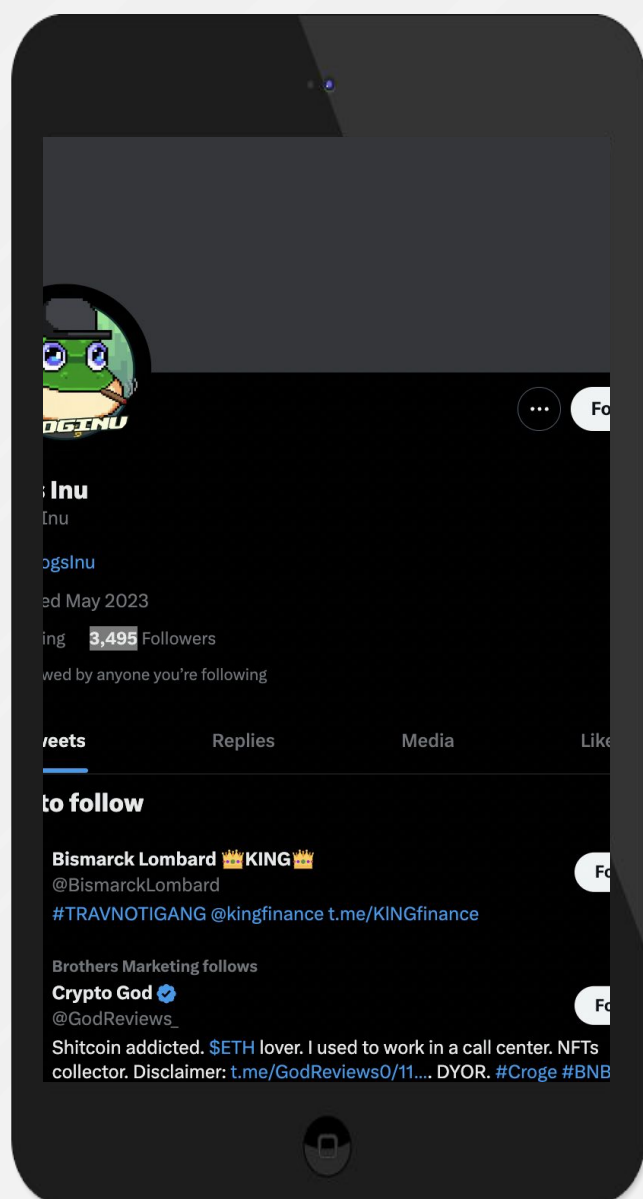 OGINU
s Inu
Inu
ogsInu
ed May 2023
ing 3,495 Followers
wed by anyone you're following
weets Replies Media Like
to follow
Bismarck Lombard 👑KING👑
@BismarckLombard
Fo
#TRAVNOTIGANG @kingfinance t.me/KINGfinance
Brothers Marketing follows
Crypto God
@GodReviews_
Fo
Shitcoin addicted. $ETH lover. I used to work in a call center. NFTs
collector. Disclaimer: t.me/GodReviews0/11.... DYOR. #Croge #BNB